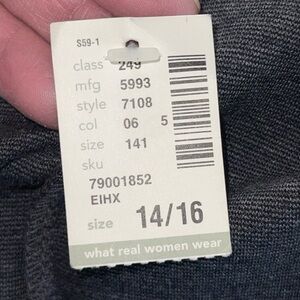 S59-1
class 249
mfg 5993
style 7108
col 06 5
size 141
sku
79001852
EIHX
size 14/16
what real women wear